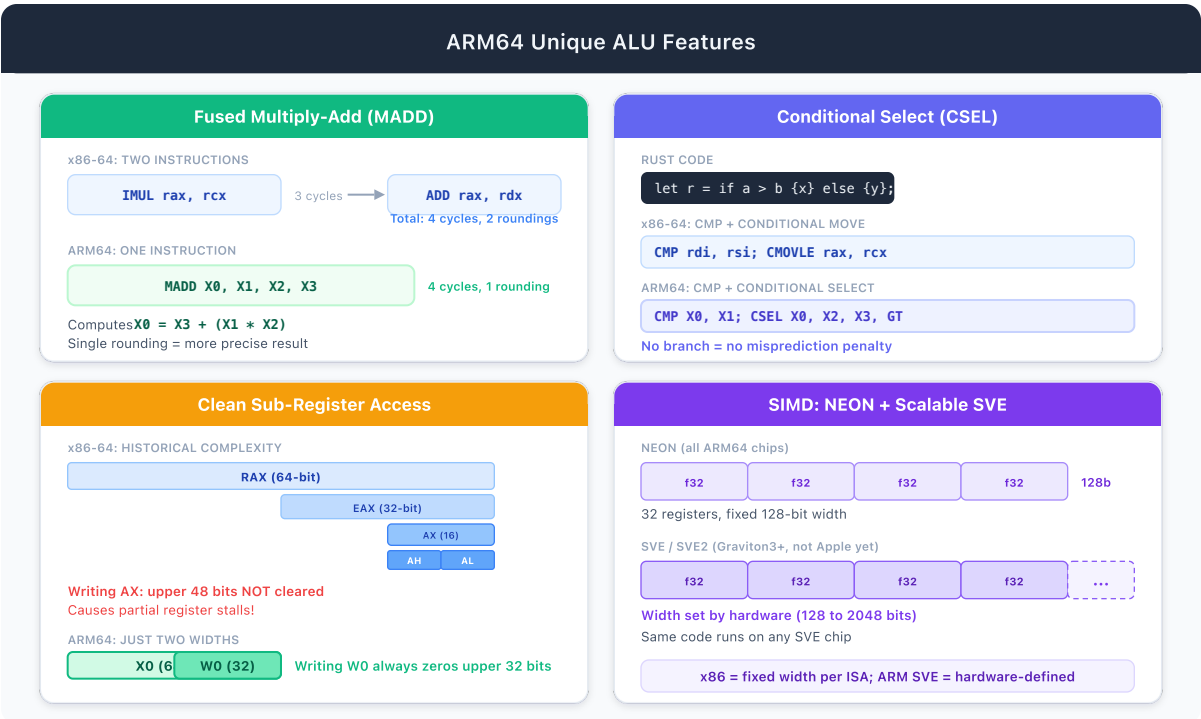 ARM64 Unique ALU Features
Fused Multiply-Add (MADD)
x86-64: TWO INSTRUCTIONS
IMUL rax, rcx
3 cycles
ADD rax, rdx
Total: 4 cycles, 2 roundings
ARM64: ONE INSTRUCTION
MADD X0, X1, X2, X3
4 cycles, 1 rounding
Computes X0 = X3 + (X1 * X2)
Single rounding = more precise result
Conditional Select (CSEL)
RUST CODE
let r = if a > b {x} else {y};
x86-64: CMP + CONDITIONAL MOVE
CMP rdi, rsi; CMOVLE rax, rcx
ARM64: CMP + CONDITIONAL SELECT
CMP X0, X1; CSEL X0, X2, X3, GT
No branch = no misprediction penalty
Clean Sub-Register Access
x86-64: HISTORICAL COMPLEXITY
RAX (64-bit)
EAX (32-bit)
AX (16)
AH
AL
Writing AX: upper 48 bits NOT cleared
Causes partial register stalls!
ARM64: JUST TWO WIDTHS
X0 (6
W0 (32)
Writing W0 always zeros upper 32 bits
SIMD: NEON + Scalable SVE
NEON (all ARM64 chips)
f32 f32 f32 f32 128b
32 registers, fixed 128-bit width
SVE / SVE2 (Graviton3+, not Apple yet)
f32 f32 f32 f32 ...
Width set by hardware (128 to 2048 bits)
Same code runs on any SVE chip
x86 = fixed width per ISA; ARM SVE = hardware-defined